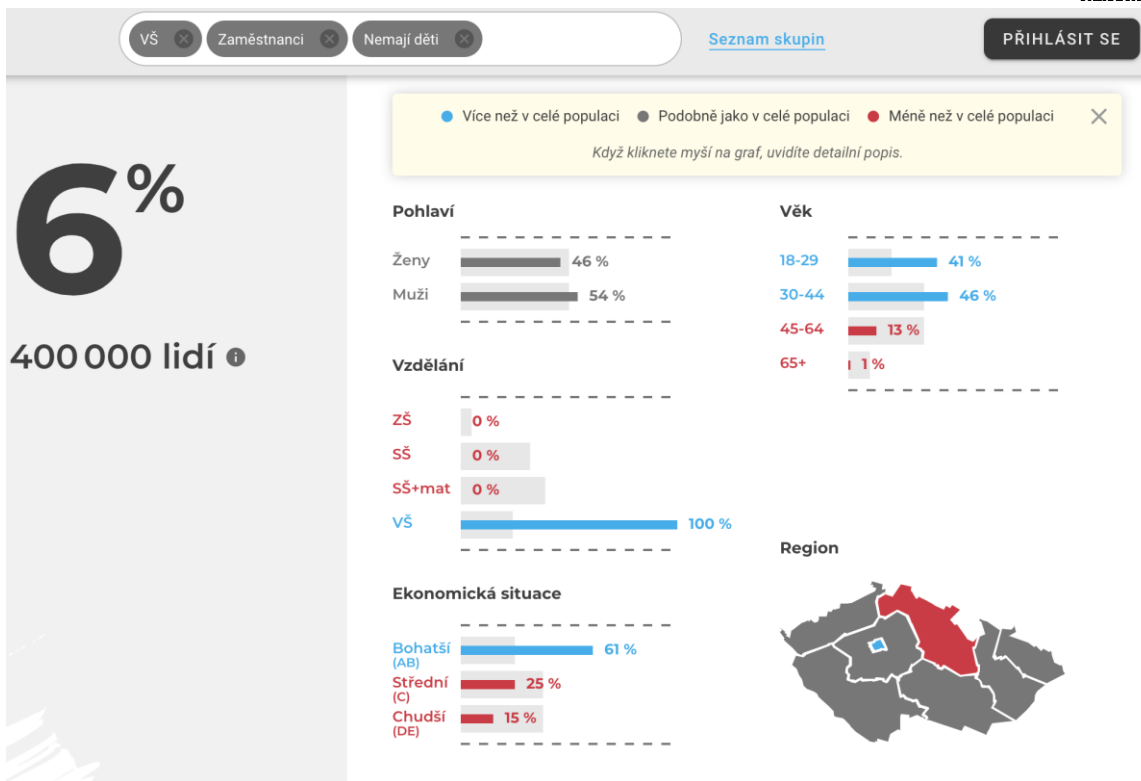 VŠ Zaměstnanci Nemají děti Seznam skupin PŘIHLÁSIT SE
6%
400 000 lidí
Více než v celé populaci Podobně jako v celé populaci Méně než v celé populaci
Když kliknete myší na graf, uvidíte detailní popis.
Pohlaví
Ženy 46 %
Muži 54 %
Vzdělání
ZŠ 0 %
SŠ 0 %
SŠ+mat 0 %
VŠ 100 %
Ekonomická situace
Bohatší 61 %
(AB)
Střední 25 %
(C)
Chudší 15 %
(DE)
Věk
18-29 41 %
30-44 46 %
45-64 13 %
65+ 1 %
Region